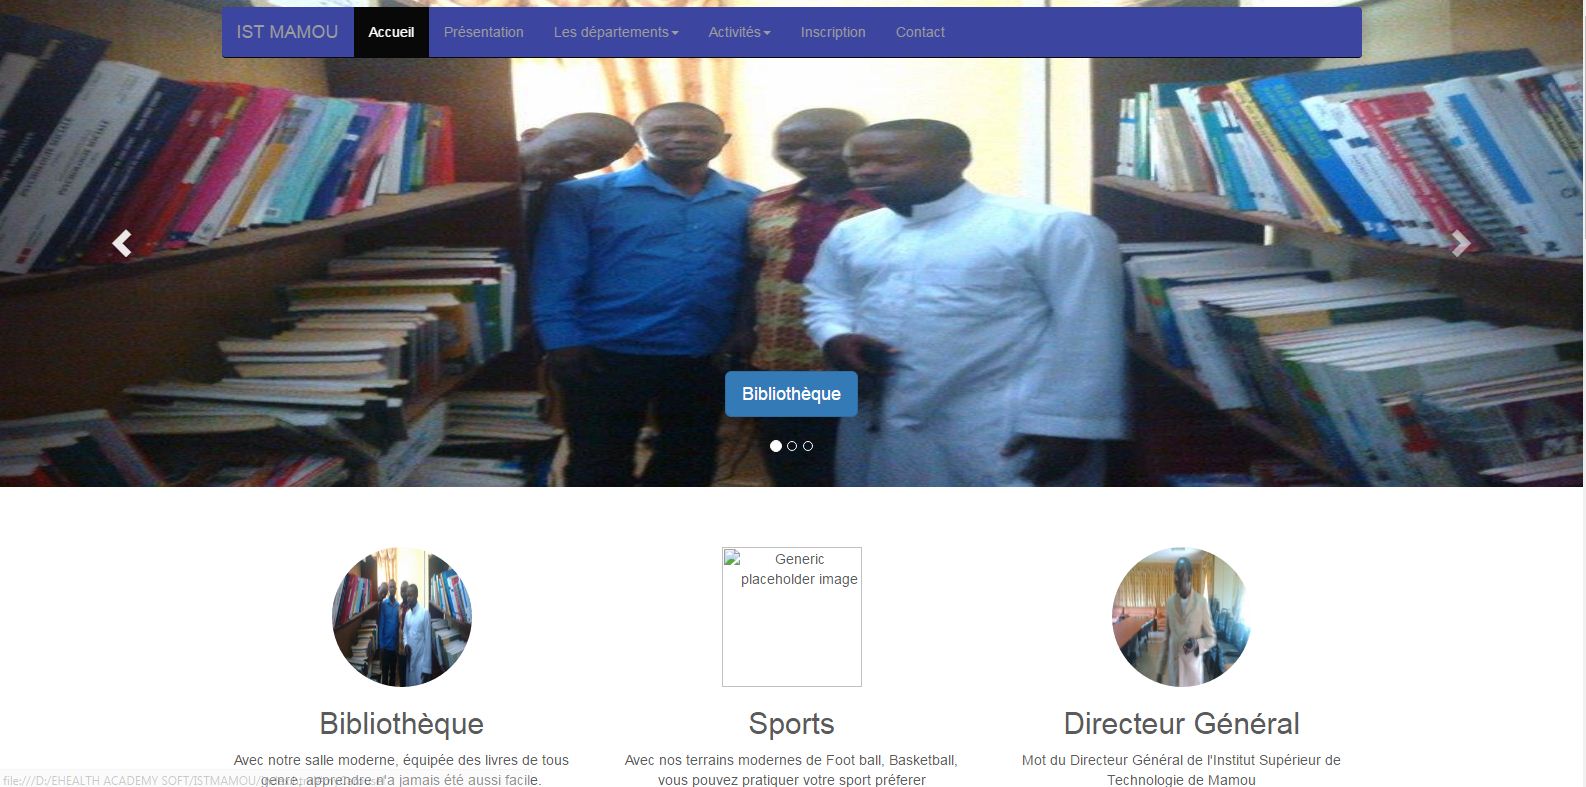 IST MAMOU Accueil Présentation Les départements Activités Inscription Contact
PSYCHOLOGIE SOCIALE
Bibliothèque
Generic
placeholder image
Bibliothèque
Avec notre salle moderne, équipée des livres de tous
genre, apprendre n'a jamais été aussi facile.
Sports
Avec nos terrains modernes de Foot ball, Basketball,
vous pouvez pratiquer votre sport préferer
Directeur Général
Mot du Directeur Général de l'Institut Supérieur de
Technologie de Mamou
file:///D:/EHEALTH ACADEMY SOFT/ISTMAMOU/